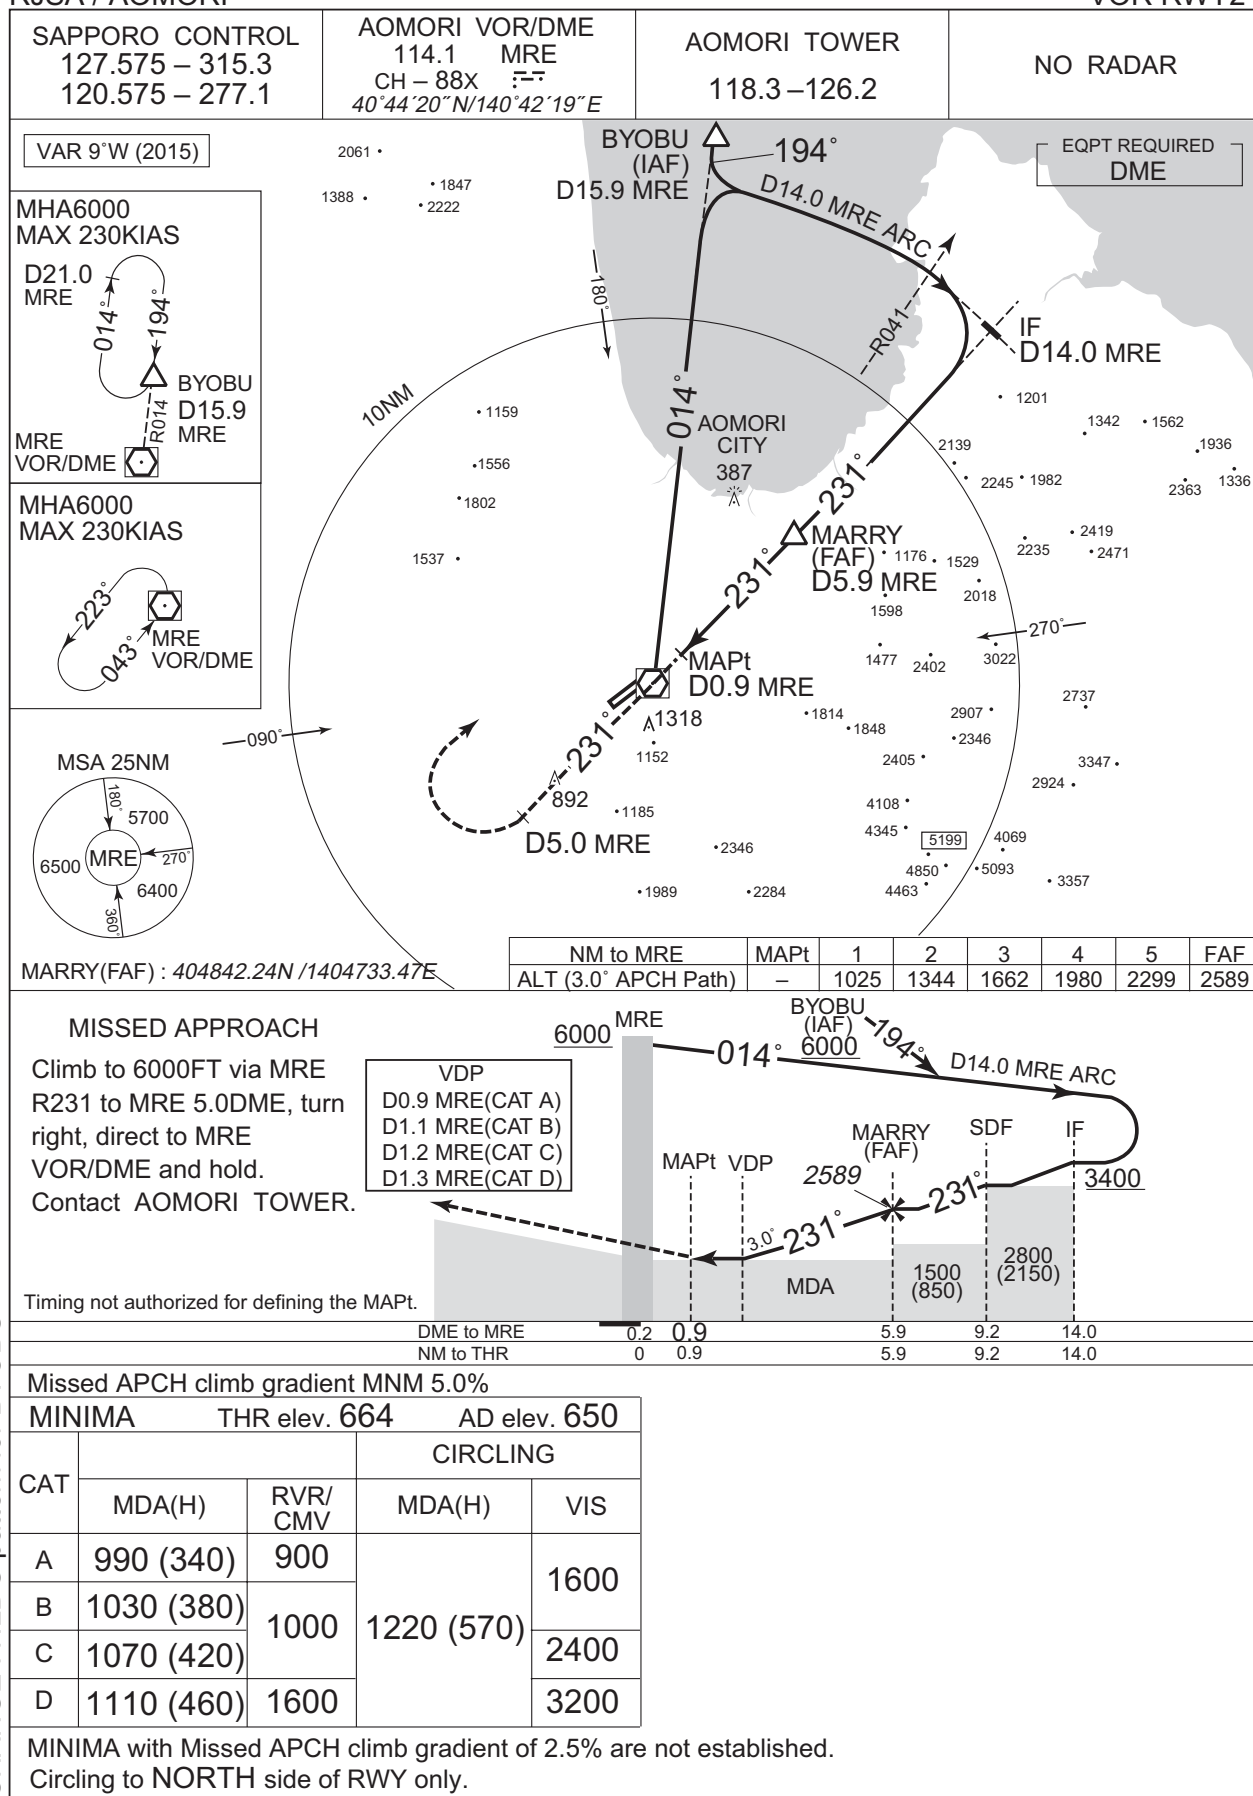 RJSA / AOMORI
SAPPORO CONTROL
127.575 – 315.3
120.575 – 277.1
AOMORI VOR/DME
114.1 MRE
CH – 88X
40°44´20˝N/140°42´19˝E
AOMORI TOWER
118.3 –126.2
NO RADAR
VAR 9°W (2015)
EQPT REQUIRED
DME
MHA6000
MAX 230KIAS
D21.0
MRE
014°
194°
BYOBU
D15.9
MRE
R014
MRE
VOR/DME
MHA6000
MAX 230KIAS
223°
043°
MRE
VOR/DME
MSA 25NM
180°
5700
6500
MRE
270°
6400
360°
MARRY(FAF) : 404842.24N /1404733.47E
2061
1388
1847
2222
BYOBU
(IAF)
D15.9 MRE
194°
D14.0 MRE ARC
180°
R041
IF
D14.0 MRE
10NM
014°
AOMORI
CITY
387
1159
1556
1802
1537
1201
1342
1562
1936
1336
2363
2139
2245
1982
231°
MARRY
(FAF)
D5.9 MRE
1176
1529
2235
2419
2471
2018
1598
231°
270°
1477
2402
3022
MAPt
D0.9 MRE
1318
1152
1814
1848
2907
2346
2405
2737
3347
2924
090°
231°
892
D5.0 MRE
1185
2346
1989
2284
4108
4345
5199
4069
4850
5093
4463
3357
NM to MRE MAPt 1 2 3 4 5 FAF
ALT (3.0° APCH Path) – 1025 1344 1662 1980 2299 2589
MISSED APPROACH
Climb to 6000FT via MRE
R231 to MRE 5.0DME, turn
right, direct to MRE
VOR/DME and hold.
Contact AOMORI TOWER.
Timing not authorized for defining the MAPt.
VDP
D0.9 MRE(CAT A)
D1.1 MRE(CAT B)
D1.2 MRE(CAT C)
D1.3 MRE(CAT D)
6000
MRE
014°
BYOBU
(IAF)
6000
194°
D14.0 MRE ARC
MAPt
VDP
MARRY
(FAF)
2589
SDF
IF
3400
231°
3.0°
231°
MDA
1500
(850)
2800
(2150)
DME to MRE 0.2 0.9 5.9 9.2 14.0
NM to THR 0 0.9 5.9 9.2 14.0
Missed APCH climb gradient MNM 5.0%
MINIMA THR elev. 664 AD elev. 650
CAT
CIRCLING
MDA(H)
RVR/
CMV
MDA(H)
VIS
A 990 (340) 900
B 1030 (380)
C 1070 (420)
D 1110 (460) 1600
1000
1220 (570)
1600
2400
3200
MINIMA with Missed APCH climb gradient of 2.5% are not established.
Circling to NORTH side of RWY only.